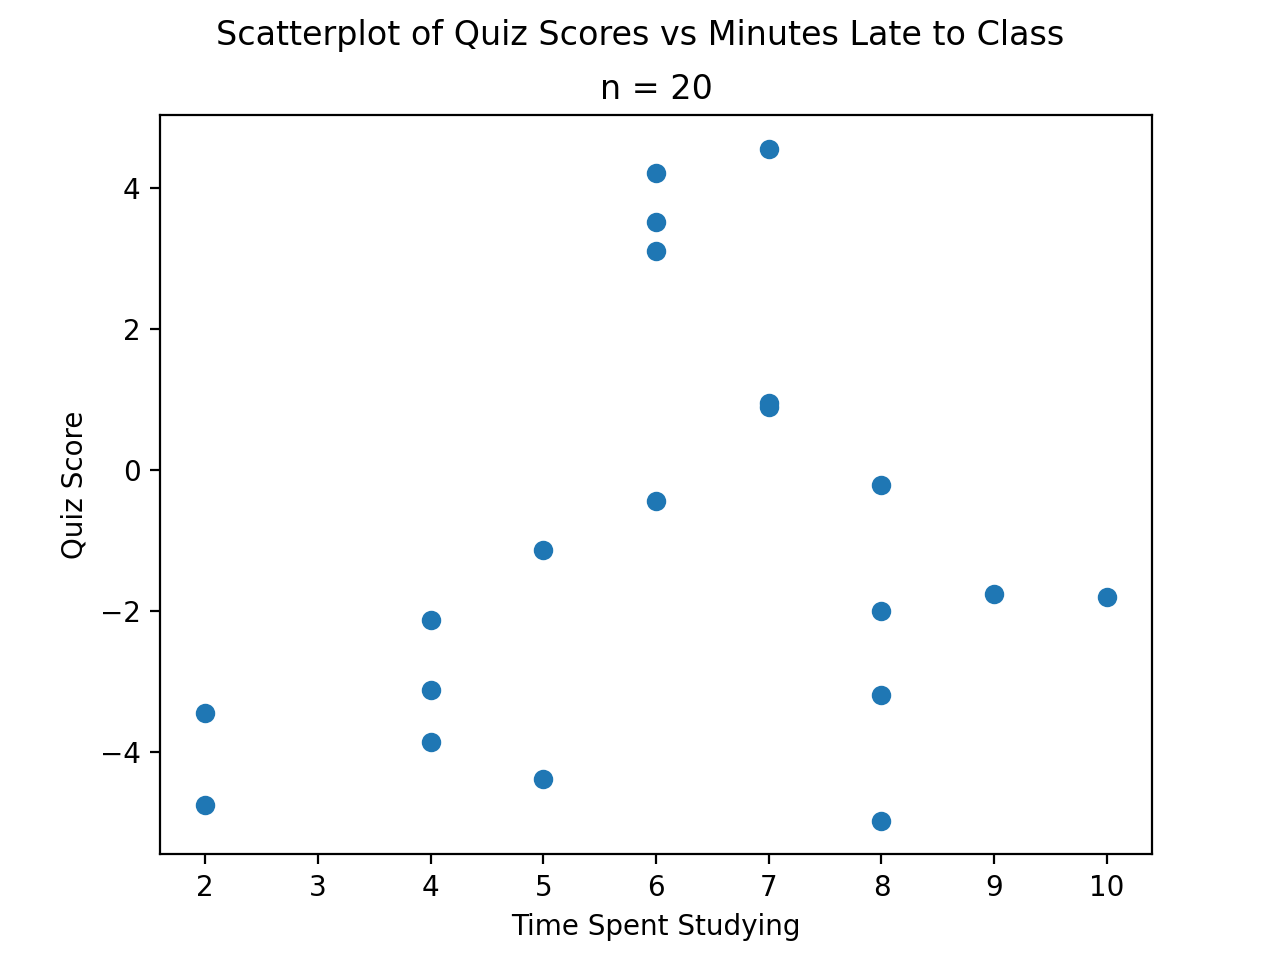 Scatterplot of Quiz Scores vs Minutes Late to Class
n = 20
4
2
0
−2
−4
Quiz Score
2 3 4 5 6 7 8 9 10
Time Spent Studying